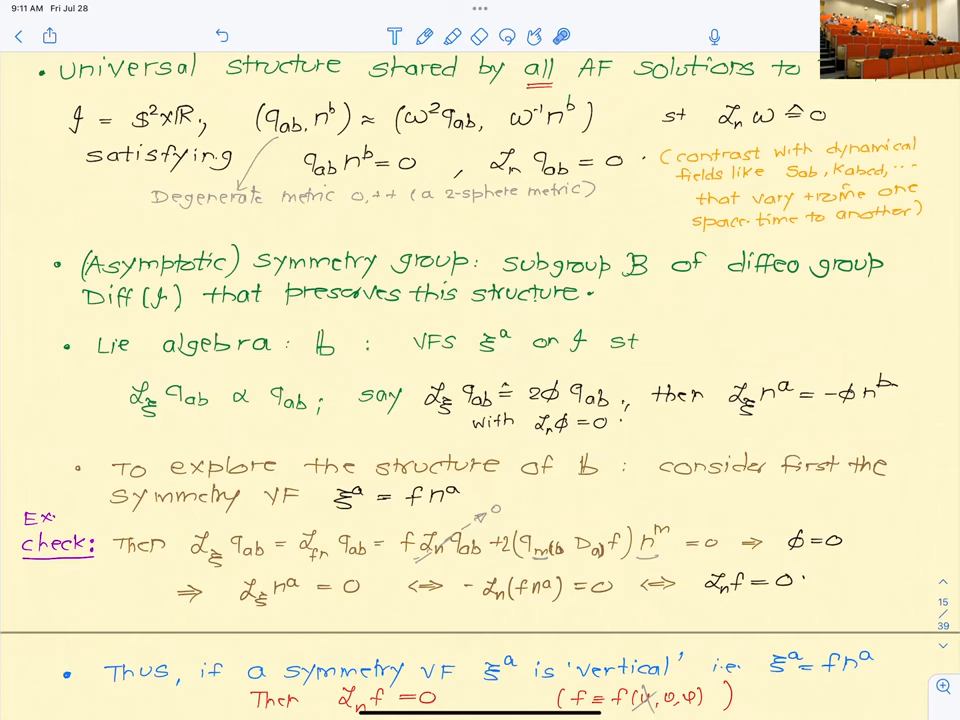 9:11 AM Fri Jul 28
• Universal structure shared by all AF solutions to
ℐ = 𝕊²×ℝ; (q_ab, n^b) ≈ (ω²q_ab, ω⁻¹n^b) st ℒ_n ω ≙ 0
satisfying q_ab n^b = 0, ℒ_n q_ab = 0.
(contrast with dynamical
fields like S_ab, K_abcd, ...
that vary from one
space-time to another)
Degenerate metric 0,++ (a 2-sphere metric)
• (Asymptotic) symmetry group: subgroup B of diffeo group
Diff(ℐ) that preserves this structure.
• Lie algebra: b : VFS ξ^a on ℐ st
ℒ_ξ q_ab ∝ q_ab; say ℒ_ξ q_ab ≙ 2ϕ q_ab, then ℒ_ξ n^a = -ϕ n^b
with ℒ_n ϕ = 0.
• To explore the structure of b : consider first the
symmetry VF ξ^a = f n^a
Ex.
check: Then ℒ_ξ q_ab = ℒ_fn q_ab = f ℒ_n q_ab + 2(q_m(b D_a) f) n^m = 0 ⇒ ϕ=0
0
⇒ ℒ_ξ n^a = 0 ⟺ -ℒ_n(f n^a) = 0 ⟺ ℒ_n f = 0.
15
/
39
• Thus, if a symmetry VF ξ^a is 'vertical' i.e. ξ^a = f n^a
Then ℒ_n f = 0 (f ≡ f(u, θ, φ))